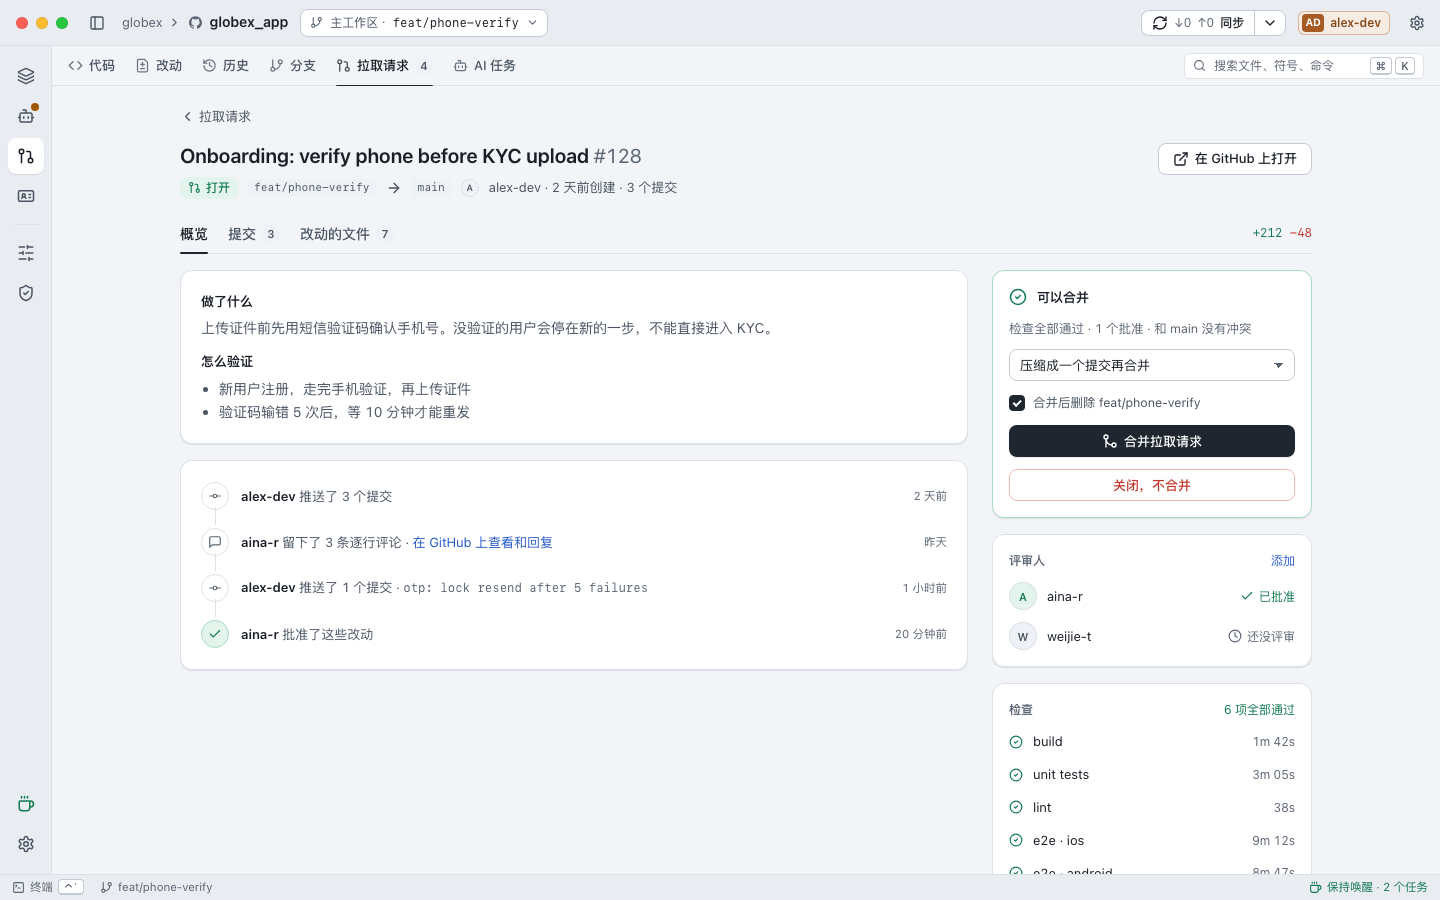 globex > globex_app
主工作区 · feat/phone-verify
↓0 ↑0 同步
AD alex-dev
代码
改动
历史
分支
拉取请求 4
AI 任务
搜索文件、符号、命令 ⌘ K
拉取请求
Onboarding: verify phone before KYC upload #128
在 GitHub 上打开
打开 feat/phone-verify → main A alex-dev · 2 天前创建 · 3 个提交
概览 提交 3 改动的文件 7
+212 −48
做了什么
上传证件前先用短信验证码确认手机号。没验证的用户会停在新的一步，不能直接进入 KYC。
怎么验证
• 新用户注册，走完手机验证，再上传证件
• 验证码输错 5 次后，等 10 分钟才能重发
alex-dev 推送了 3 个提交 2 天前
aina-r 留下了 3 条逐行评论 · 在 GitHub 上查看和回复 昨天
alex-dev 推送了 1 个提交 · otp: lock resend after 5 failures 1 小时前
aina-r 批准了这些改动 20 分钟前
可以合并
检查全部通过 · 1 个批准 · 和 main 没有冲突
压缩成一个提交再合并
合并后删除 feat/phone-verify
合并拉取请求
关闭，不合并
评审人 添加
A aina-r 已批准
W weijie-t 还没评审
检查 6 项全部通过
build 1m 42s
unit tests 3m 05s
lint 38s
e2e · ios 9m 12s
e2e · android 8m 47s
终端 ⌃`
feat/phone-verify
保持唤醒 · 2 个任务